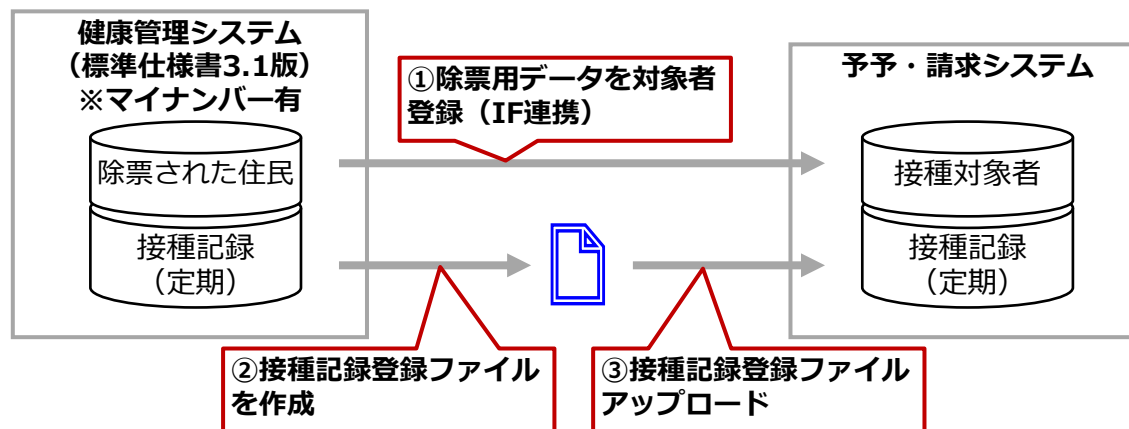 健康管理システム
（標準仕様書3.1版）
※マイナンバー有
除票された住民
接種記録
（定期）
①除票用データを対象者
登録（IF連携）
②接種記録登録ファイル
を作成
③接種記録登録ファイル
アップロード
予予・請求システム
接種対象者
接種記録
（定期）